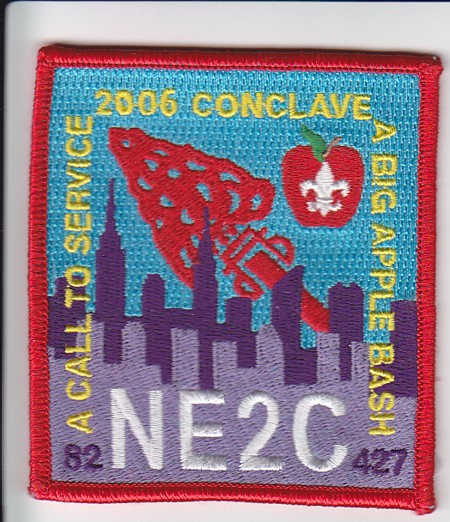 A CALL TO SERVICE
2006 CONCLAVE
A BIG APPLE BASH
82
NE2C
427